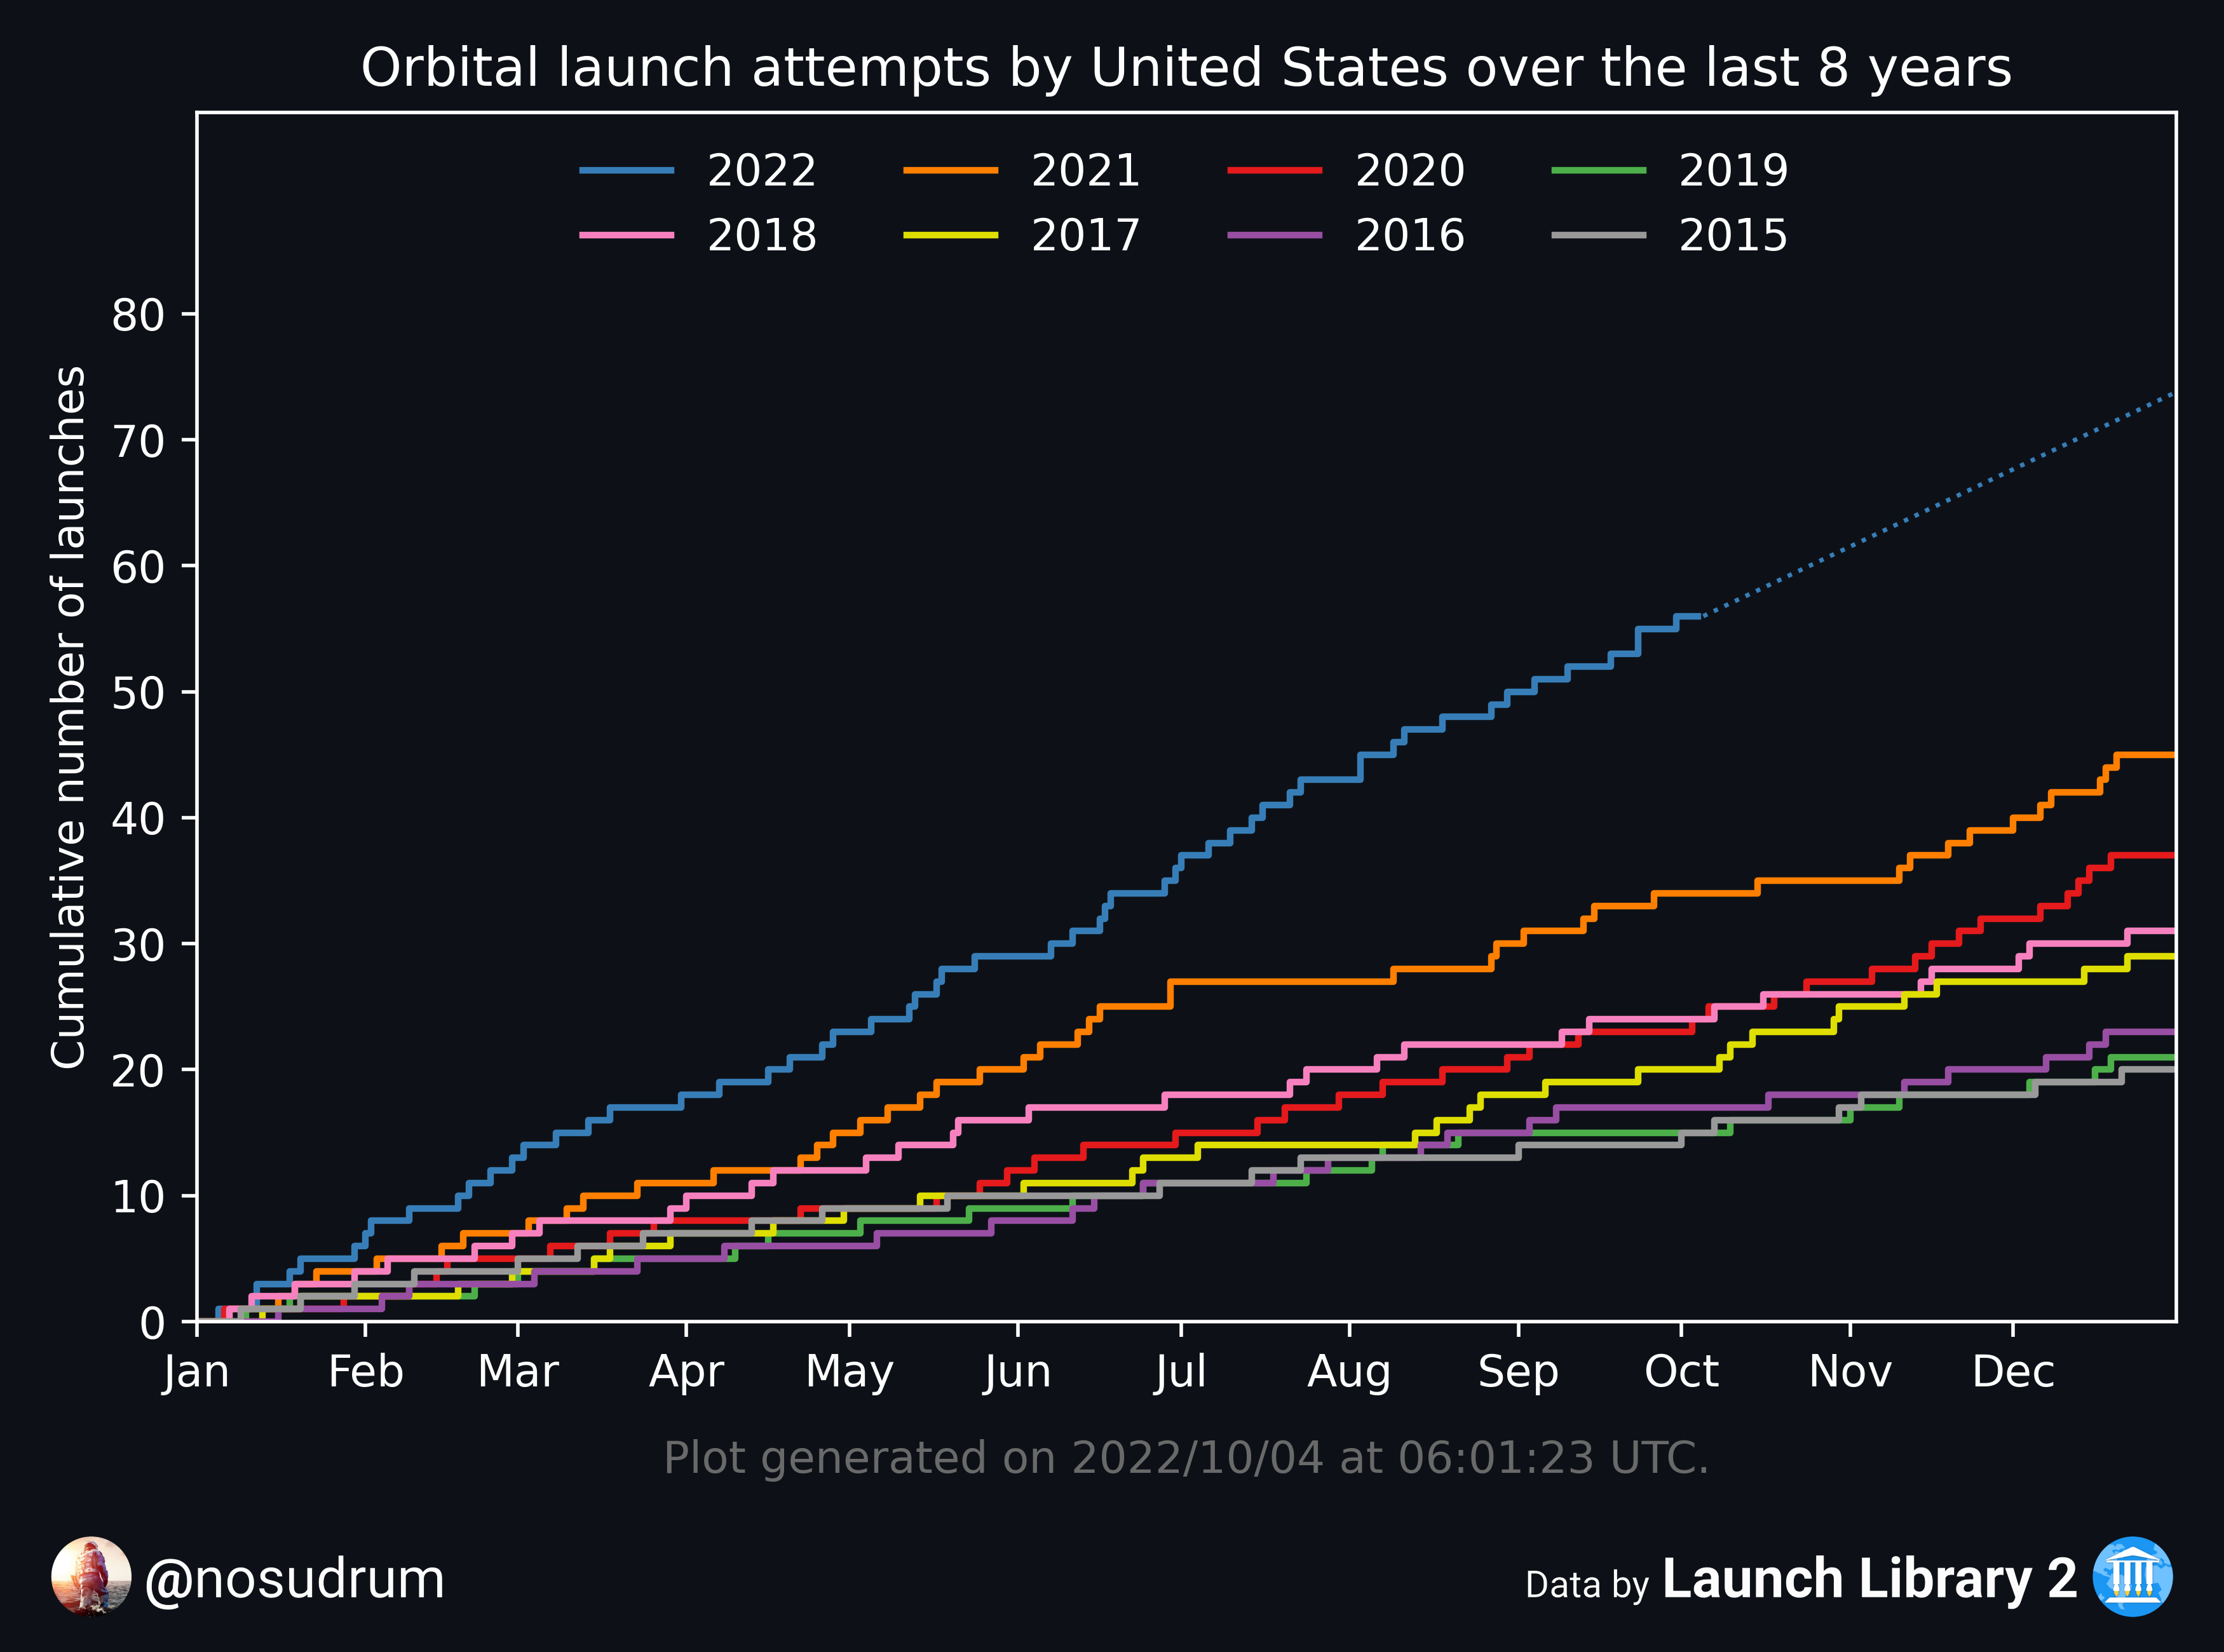 Orbital launch attempts by United States over the last 8 years
2022 2021 2020 2019
2018 2017 2016 2015
Cumulative number of launches
80
70
60
50
40
30
20
10
0
Jan Feb Mar Apr May Jun Jul Aug Sep Oct Nov Dec
Plot generated on 2022/10/04 at 06:01:23 UTC.
@nosudrum
Data by Launch Library 2